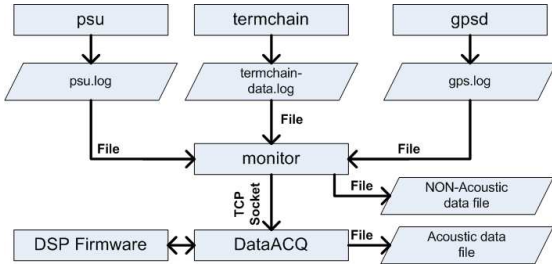 psu
termchain
gpsd
psu.log
termchain-
data.log
gps.log
File
File
File
monitor
File
NON-Acoustic
data file
TCP
Socket
DSP Firmware
DataACQ
File
Acoustic data
file